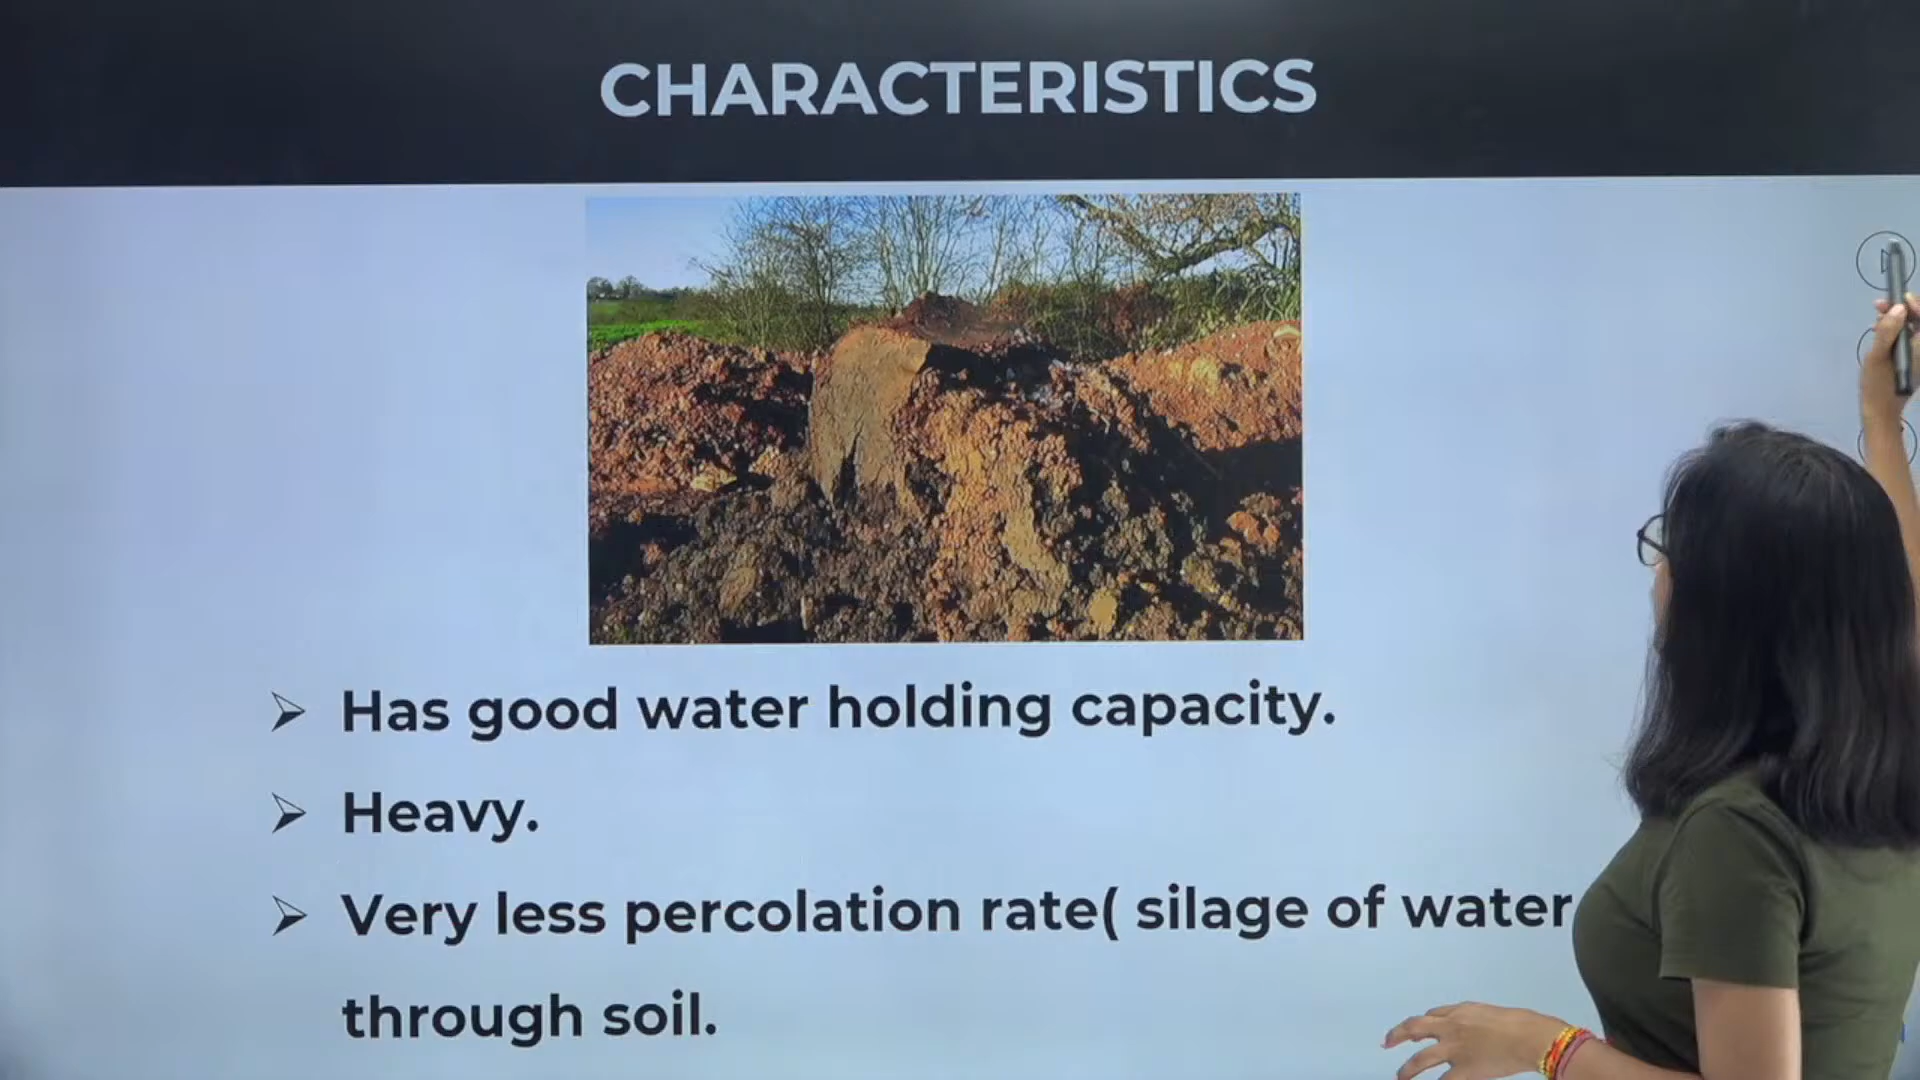 CHARACTERISTICS
Has good water holding capacity.
Heavy.
Very less percolation rate( silage of water
through soil.